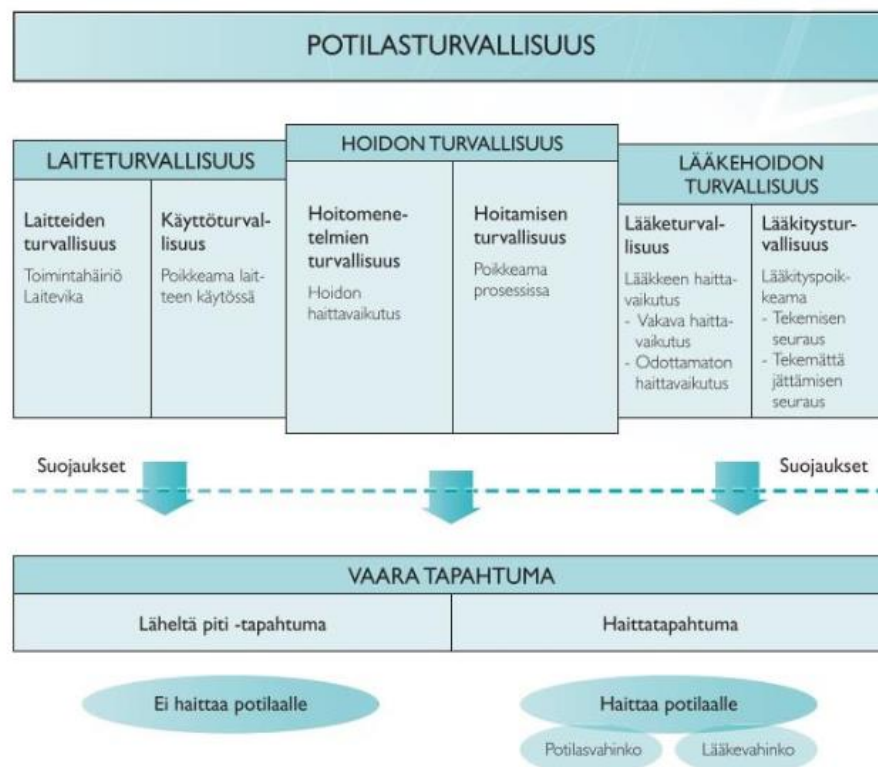 POTILASTURVALLISUUS
LAITETURVALLISUUS
Laitteiden
turvallisuus
Toimintahäiriö
Laitevika
Käyttöturval-
lisuus
Poikkeama lait-
teen käytössä
HOIDON TURVALLISUUS
Hoitomene-
telmien
turvallisuus
Hoidon
haittavaikutus
Hoitamisen
turvallisuus
Poikkeama
prosessissa
LÄÄKEHOIDON
TURVALLISUUS
Lääketurval-
lisuus
Lääkkeen haitta-
vaikutus
- Vakava haitta-
vaikutus
- Odottamaton
haittavaikutus
Lääkitystur-
vallisuus
Lääkityspoik-
keama
- Tekemisen
seuraus
- Tekemättä
jättämisen
seuraus
Suojaukset
Suojaukset
VAARA TAPAHTUMA
Läheltä piti -tapahtuma
Haittatapahtuma
Ei haittaa potilaalle
Haittaa potilaalle
Potilasvahinko
Lääkevahinko